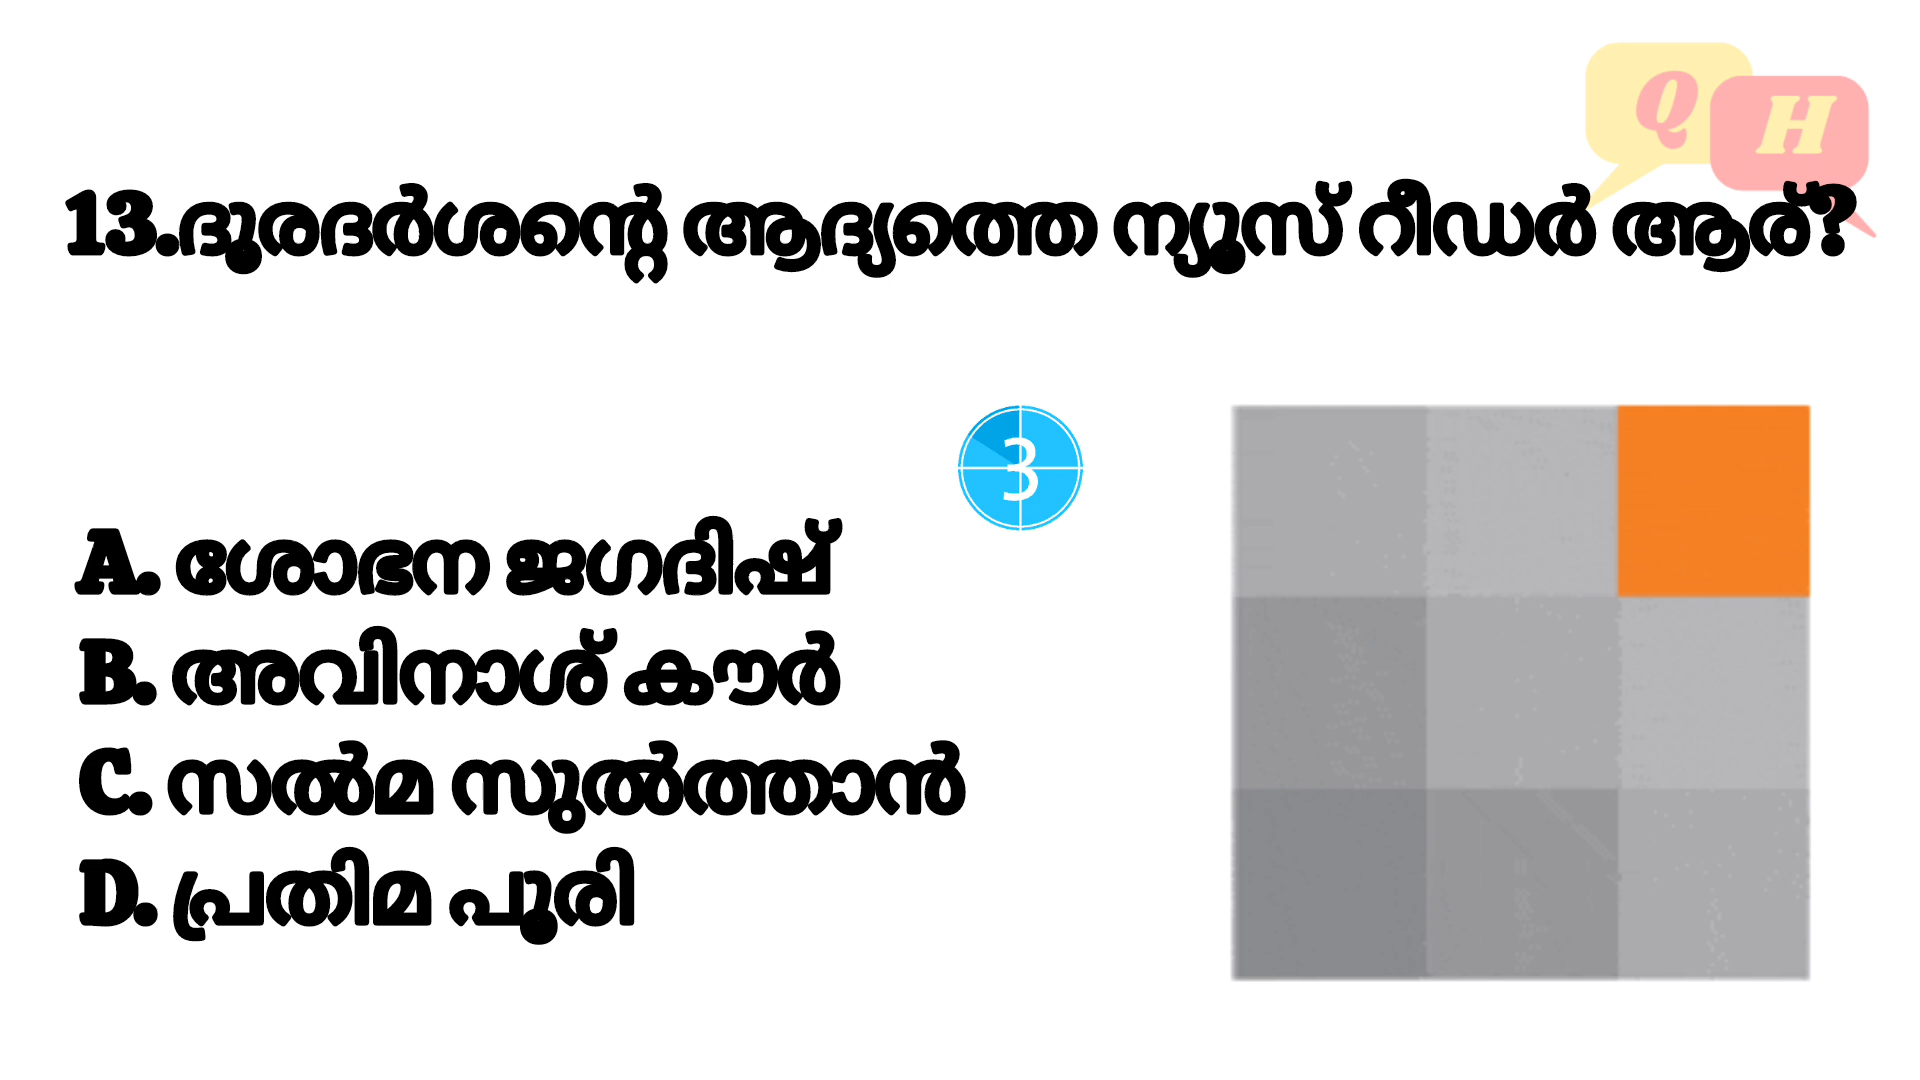 Q H
13.ദൂരദർശന്റെ ആദ്യത്തെ ന്യൂസ് റീഡർ ആര്?
3
A. ശോഭന ജഗദിഷ്
B. അവിനാശ് കൗർ
C. സൽമ സുൽത്താൻ
D. പ്രതിമ പൂരി